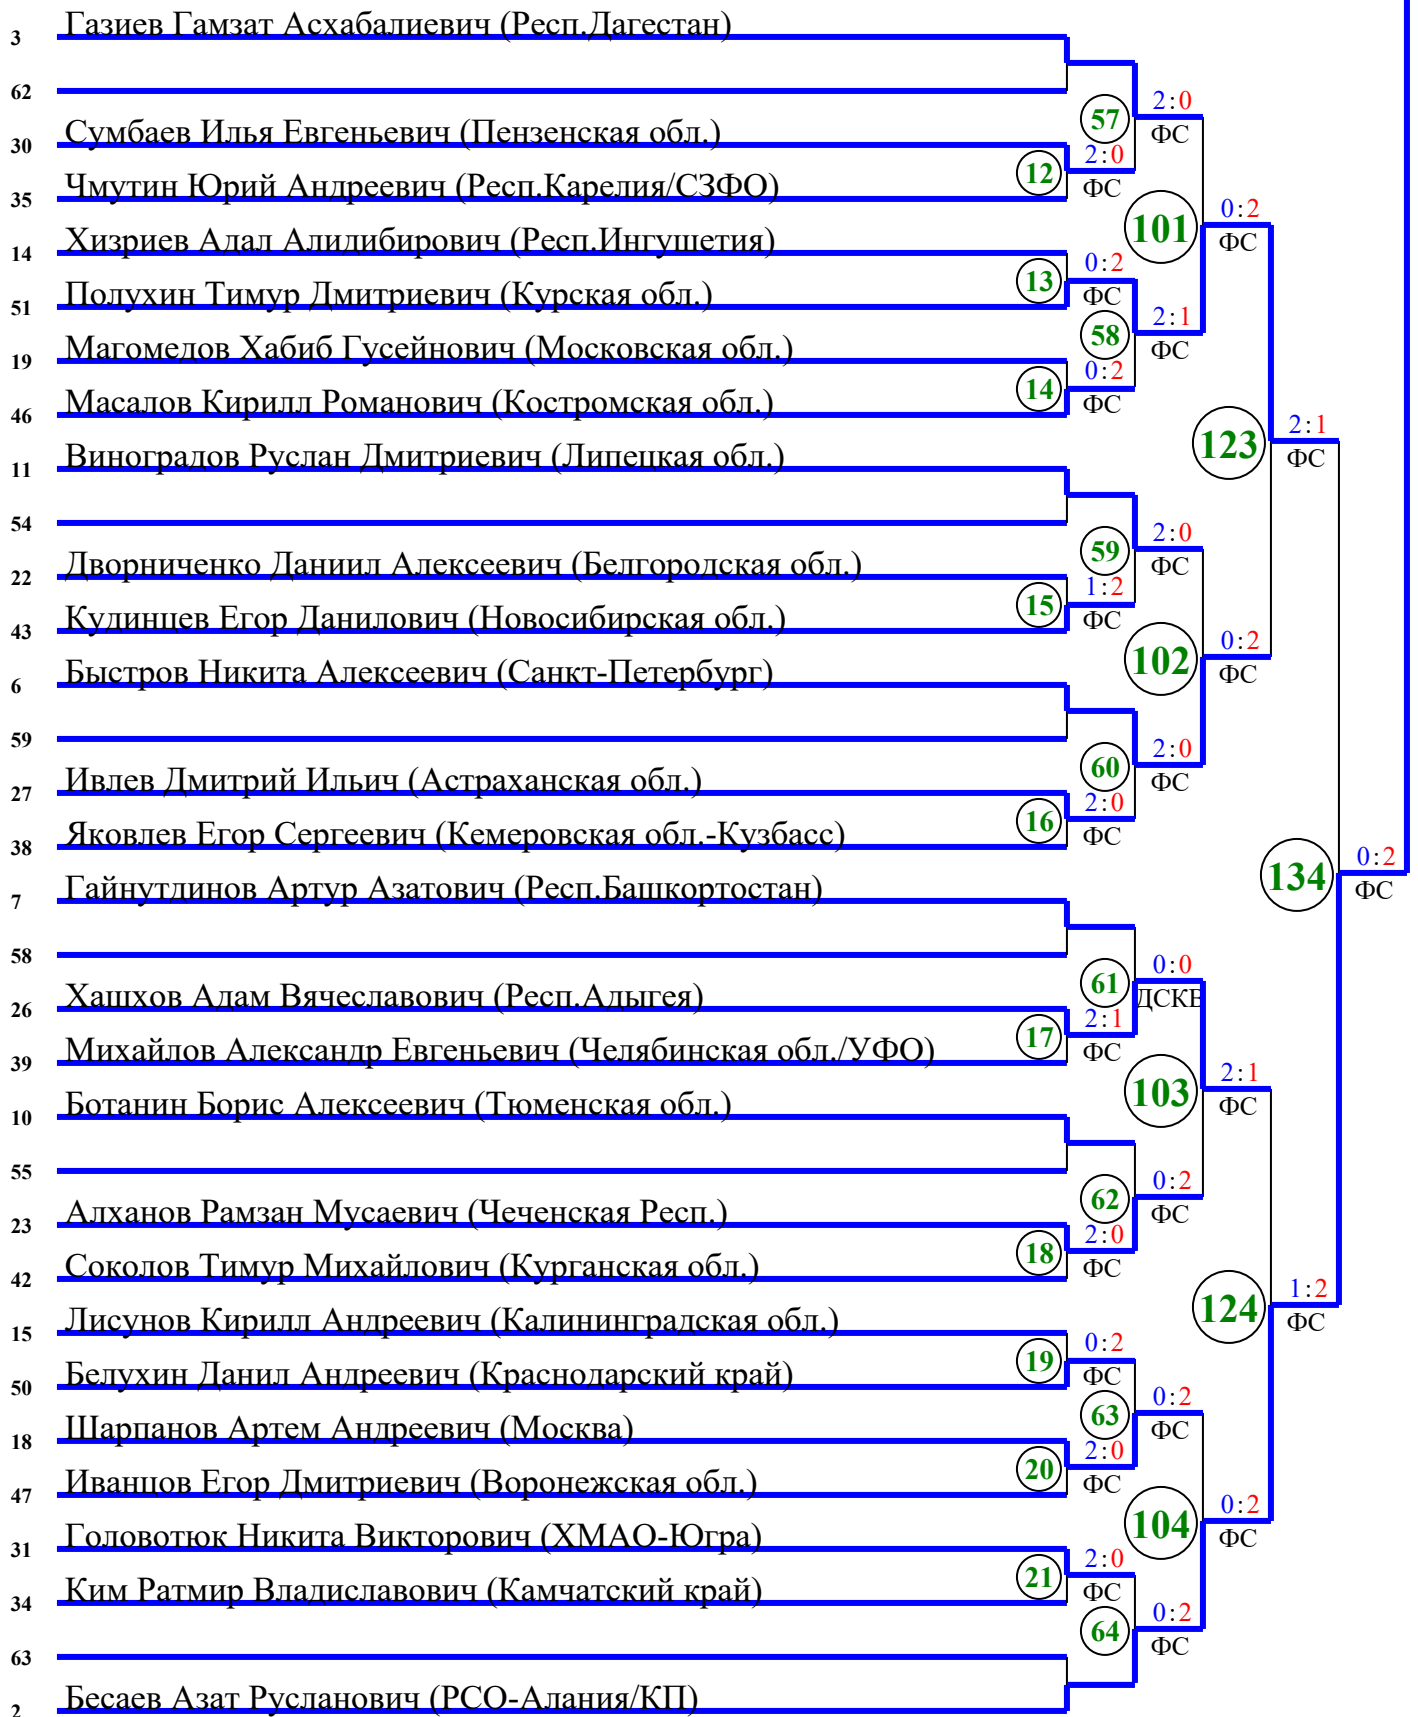 3 Газиев Гамзат Асхабалиевич (Респ.Дагестан)
62
57 2:0 ФС
30 Сумбаев Илья Евгеньевич (Пензенская обл.)
12 2:0 ФС
35 Чмутин Юрий Андреевич (Респ.Карелия/СЗФО)
101 0:2 ФС
14 Хизриев Адал Алидибирович (Респ.Ингушетия)
13 0:2 ФС
51 Полухин Тимур Дмитриевич (Курская обл.)
58 2:1 ФС
19 Магомедов Хабиб Гусейнович (Московская обл.)
14 0:2 ФС
46 Масалов Кирилл Романович (Костромская обл.)
123 2:1 ФС
11 Виноградов Руслан Дмитриевич (Липецкая обл.)
54
59 2:0 ФС
22 Дворниченко Даниил Алексеевич (Белгородская обл.)
15 1:2 ФС
43 Кудинцев Егор Данилович (Новосибирская обл.)
102 0:2 ФС
6 Быстров Никита Алексеевич (Санкт-Петербург)
59
60 2:0 ФС
27 Ивлев Дмитрий Ильич (Астраханская обл.)
16 2:0 ФС
38 Яковлев Егор Сергеевич (Кемеровская обл.-Кузбасс)
134 0:2 ФС
7 Гайнутдинов Артур Азатович (Респ.Башкортостан)
58
61 0:0 ДСКВ
26 Хашхов Адам Вячеславович (Респ.Адыгея)
17 2:1 ФС
39 Михайлов Александр Евгеньевич (Челябинская обл./УФО)
103 2:1 ФС
10 Ботанин Борис Алексеевич (Тюменская обл.)
55
62 0:2 ФС
23 Алханов Рамзан Мусаевич (Чеченская Респ.)
18 2:0 ФС
42 Соколов Тимур Михайлович (Курганская обл.)
124 1:2 ФС
15 Лисунов Кирилл Андреевич (Калининградская обл.)
19 0:2 ФС
50 Белухин Данил Андреевич (Краснодарский край)
63 0:2 ФС
18 Шарпанов Артем Андреевич (Москва)
20 2:0 ФС
47 Иванцов Егор Дмитриевич (Воронежская обл.)
104 0:2 ФС
31 Головотюк Никита Викторович (ХМАО-Югра)
21 2:0 ФС
34 Ким Ратмир Владиславович (Камчатский край)
64 0:2 ФС
63
2 Бесаев Азат Русланович (РСО-Алания/КП)